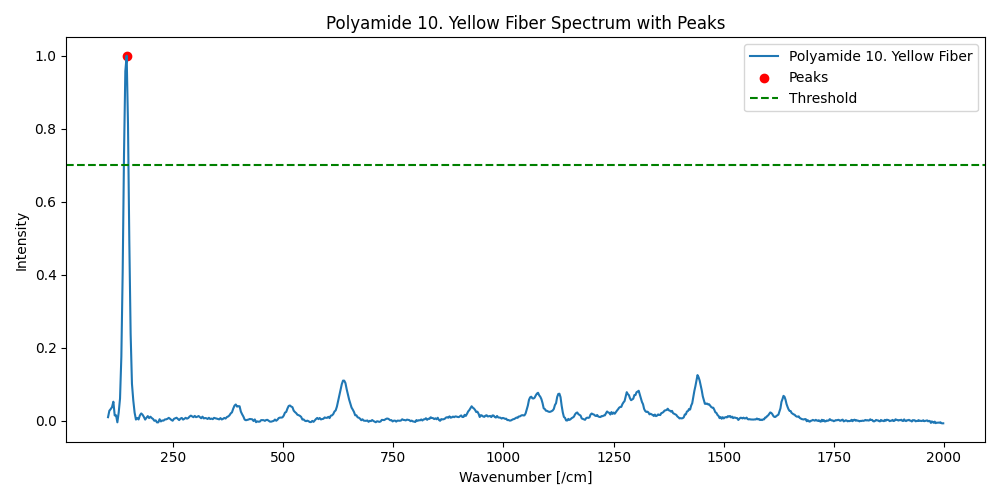 Polyamide 10. Yellow Fiber Spectrum with Peaks
Polyamide 10. Yellow Fiber
Peaks
Threshold
Intensity
1.0
0.8
0.6
0.4
0.2
0.0
250 500 750 1000 1250 1500 1750 2000
Wavenumber [/cm]